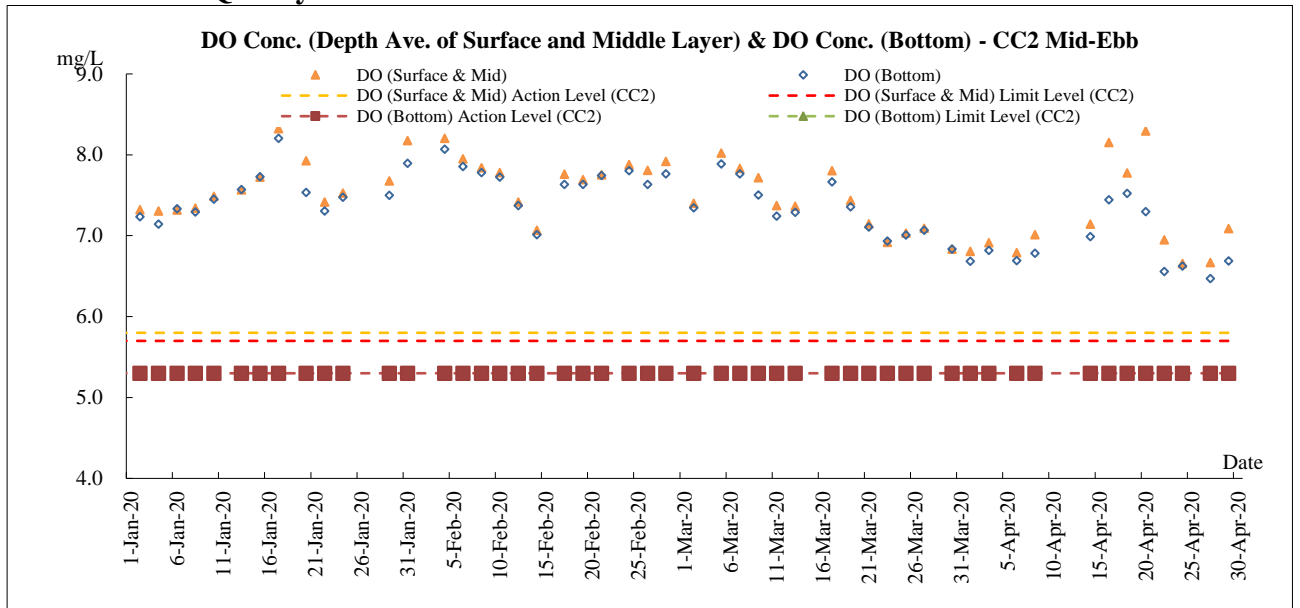 DO Conc. (Depth Ave. of Surface and Middle Layer) & DO Conc. (Bottom) - CC2 Mid-Ebb
mg/L
DO (Surface & Mid)
DO (Bottom)
DO (Surface & Mid) Action Level (CC2)
DO (Surface & Mid) Limit Level (CC2)
DO (Bottom) Action Level (CC2)
DO (Bottom) Limit Level (CC2)
9.0
8.0
7.0
6.0
5.0
4.0
Date
1-Jan-20
6-Jan-20
11-Jan-20
16-Jan-20
21-Jan-20
26-Jan-20
31-Jan-20
5-Feb-20
10-Feb-20
15-Feb-20
20-Feb-20
25-Feb-20
1-Mar-20
6-Mar-20
11-Mar-20
16-Mar-20
21-Mar-20
26-Mar-20
31-Mar-20
5-Apr-20
10-Apr-20
15-Apr-20
20-Apr-20
25-Apr-20
30-Apr-20